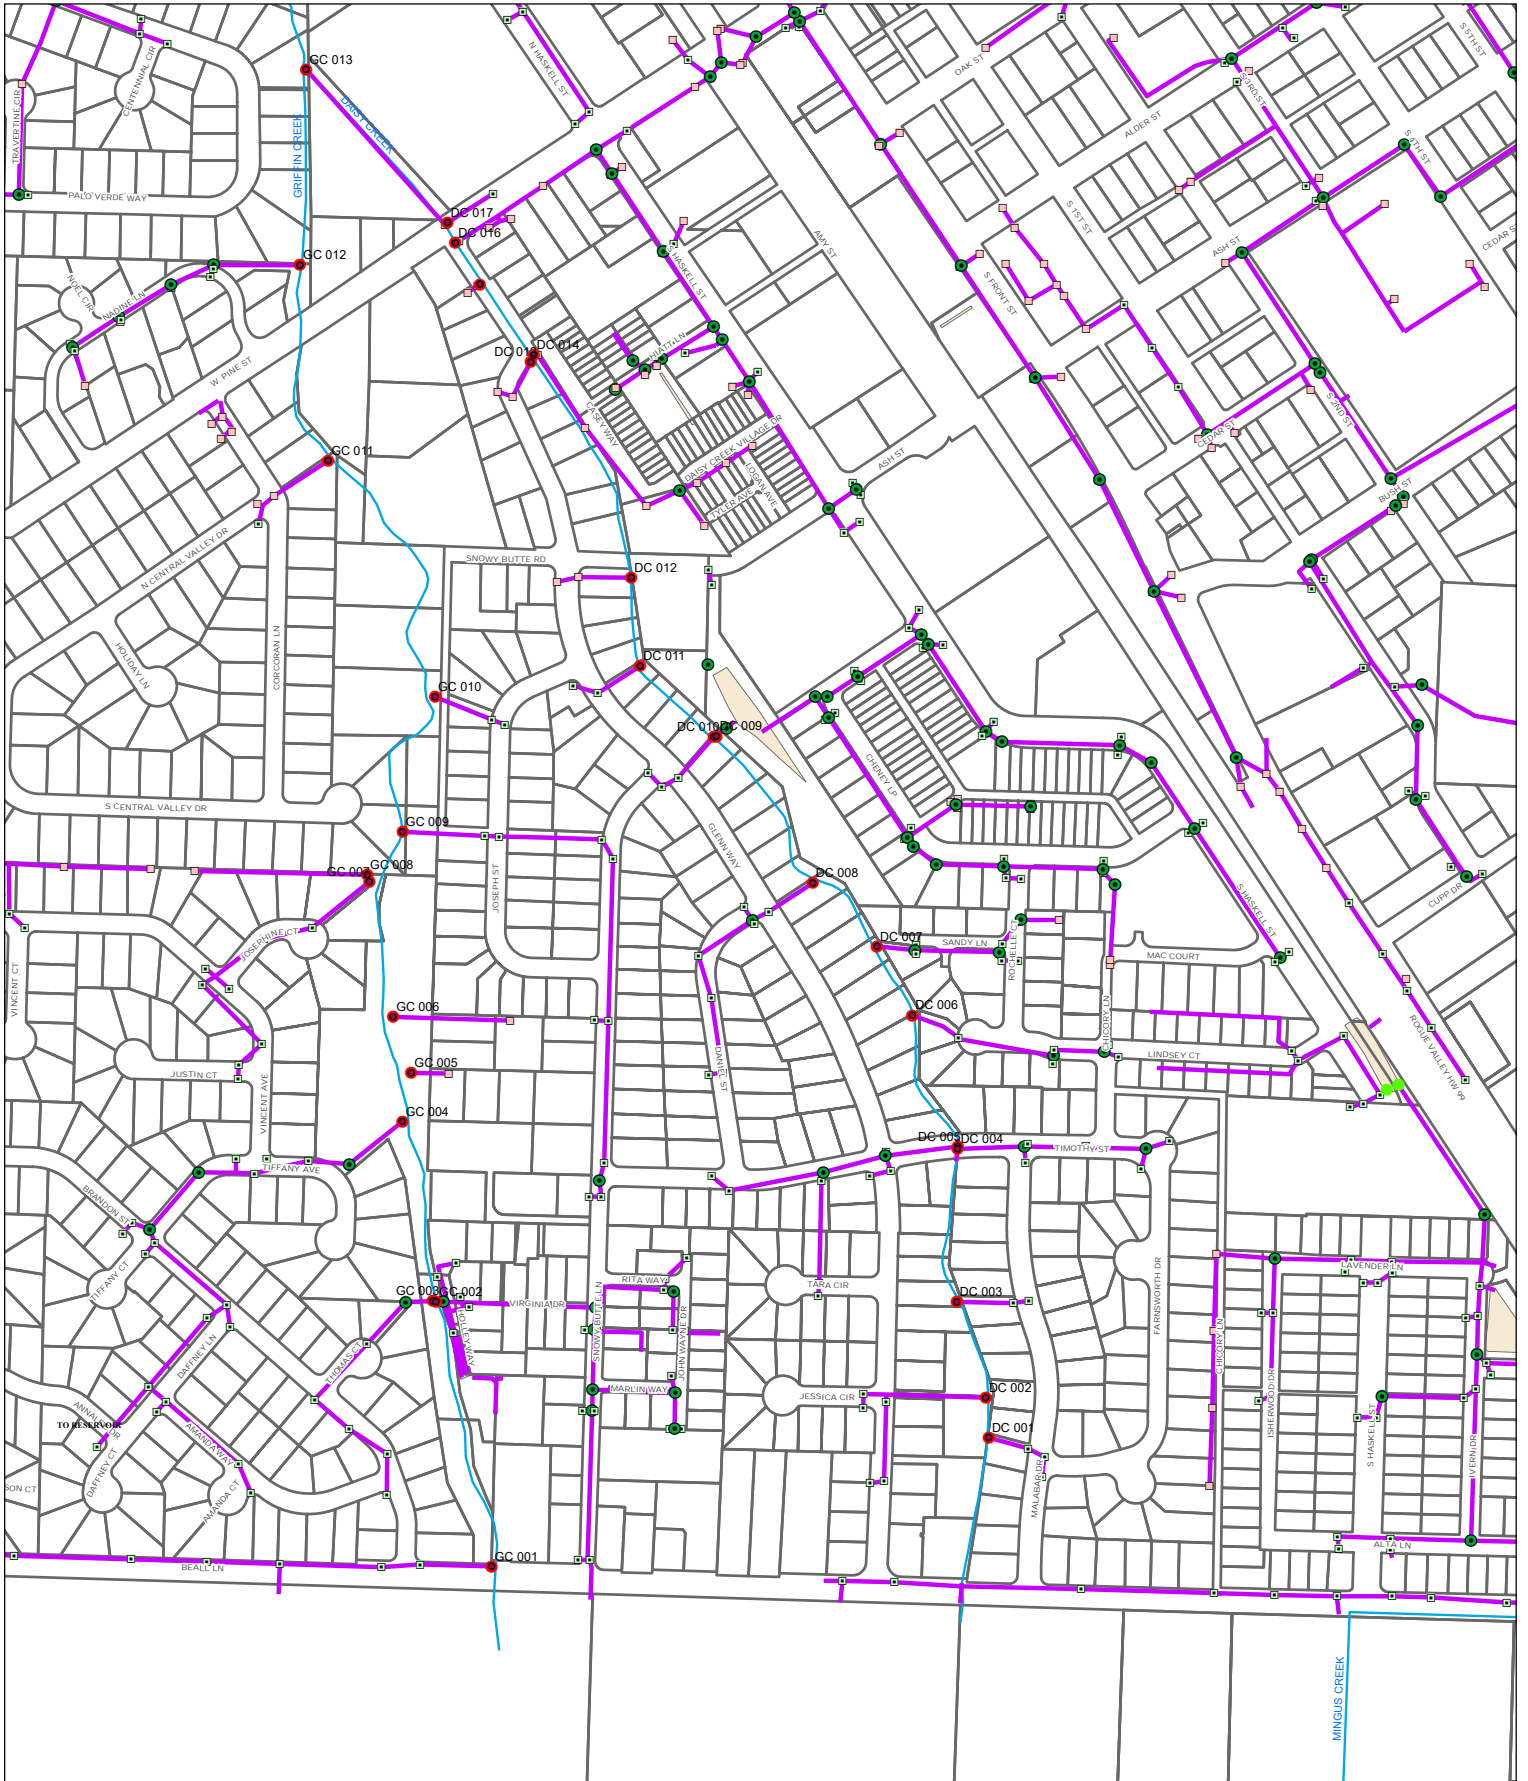 GC 013
DAISY CREEK
GRIFFIN CREEK
CENTENNIAL CIR
TRAVERTINE CIR
PALO VERDE WAY
N HASKELL ST
OAK ST
ALDER ST
S 3RD ST
S 5TH ST
S 4TH ST
CEDAR S
ASH ST
S 1ST ST
AMY ST
S FRONT ST
S HASKELL ST
DC 017
DC 016
GC 012
NOEL CIR
NADINE LN
W. PINE ST
DC 014
HIATT LN
CASEY WAY
DAISY CREEK VILLAGE DR
LOGAN AVE
TYLER AVE
ASH ST
S 2ND ST
CEDAR ST
BUSH ST
GC 011
N CENTRAL VALLEY DR
SNOWY BUTTE RD
DC 012
HOLIDAY LN
CORCORAN LN
DC 011
GC 010
DC 010
DC 009
CHENEY LP
S CENTRAL VALLEY DR
GC 009
GLENN WAY
GC 008
JOSEPH ST
DC 008
S HASKELL ST
CUPP DR
DC 007
SANDY LN
ROCHELLE CT
MAC COURT
JOSEPHINE CT
VINCENT CT
GC 006
DC 006
CHICORY LN
LINDSEY CT
ROGUE VALLEY HW 99
GC 005
JUSTIN CT
VINCENT AVE
DANIEL ST
GC 004
DC 005
DC 004
TIMOTHY ST
TIFFANY AVE
BRANDON ST
TIFFANY CT
FARNSWORTH DR
LAVENDER LN
RITA WAY
TARA CIR
GC 003
GC 002
VIRGINIA DR
DC 003
HOLLEY WAY
SNOWY BUTTE LN
JOHN WAYNE DR
CHICORY LN
DAFFNEY LN
THOMAS CT
MARLIN WAY
JESSICA CIR
DC 002
ISHERWOOD DR
S HASKELL ST
IVERN DR
TO RESERVOIR
AMANDA WAY
DC 001
DAFFNEY CT
AMANDA CT
SON CT
MALABAR DR
ALTA LN
BEALL LN
GC 001
MINGUS CREEK